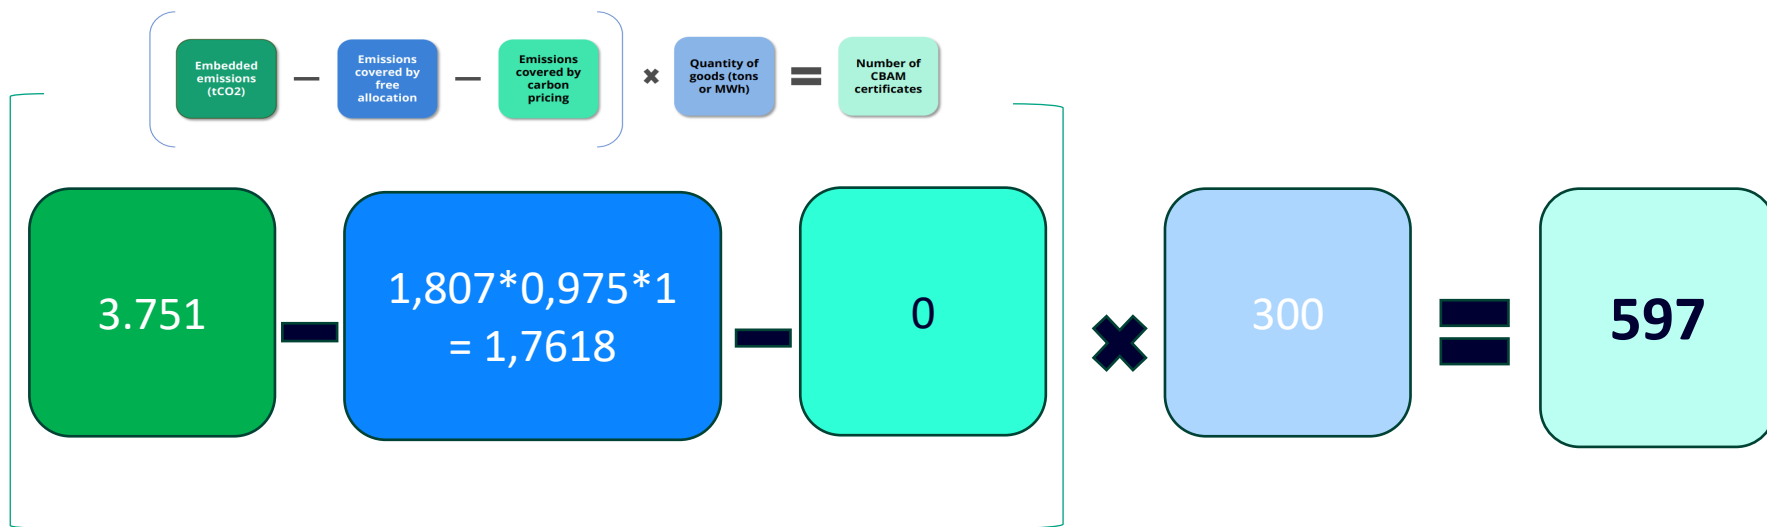 Embedded
emissions
(tCO2)
Emissions
covered by
free
allocation
Emissions
covered by
carbon
pricing
Quantity of
goods (tons
or MWh)
Number of
CBAM
certificates
3.751
1,807*0,975*1
= 1,7618
0
300
597